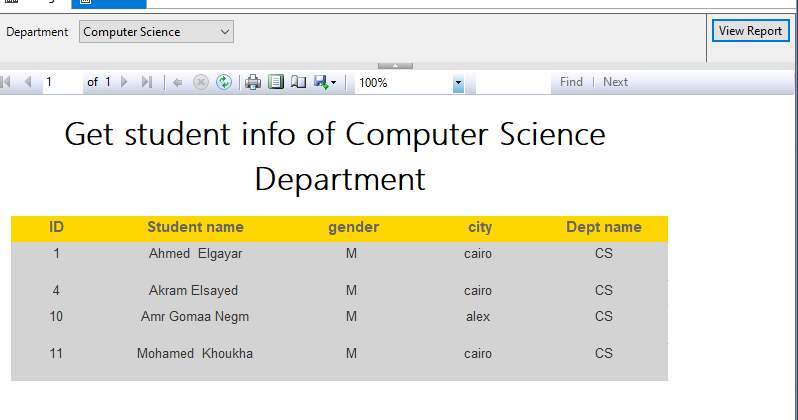 Department Computer Science View Report
1 of 1 100% Find | Next
Get student info of Computer Science
Department
ID Student name gender city Dept name
1 Ahmed Elgayar M cairo CS
4 Akram Elsayed M cairo CS
10 Amr Gomaa Negm M alex CS
11 Mohamed Khoukha M cairo CS